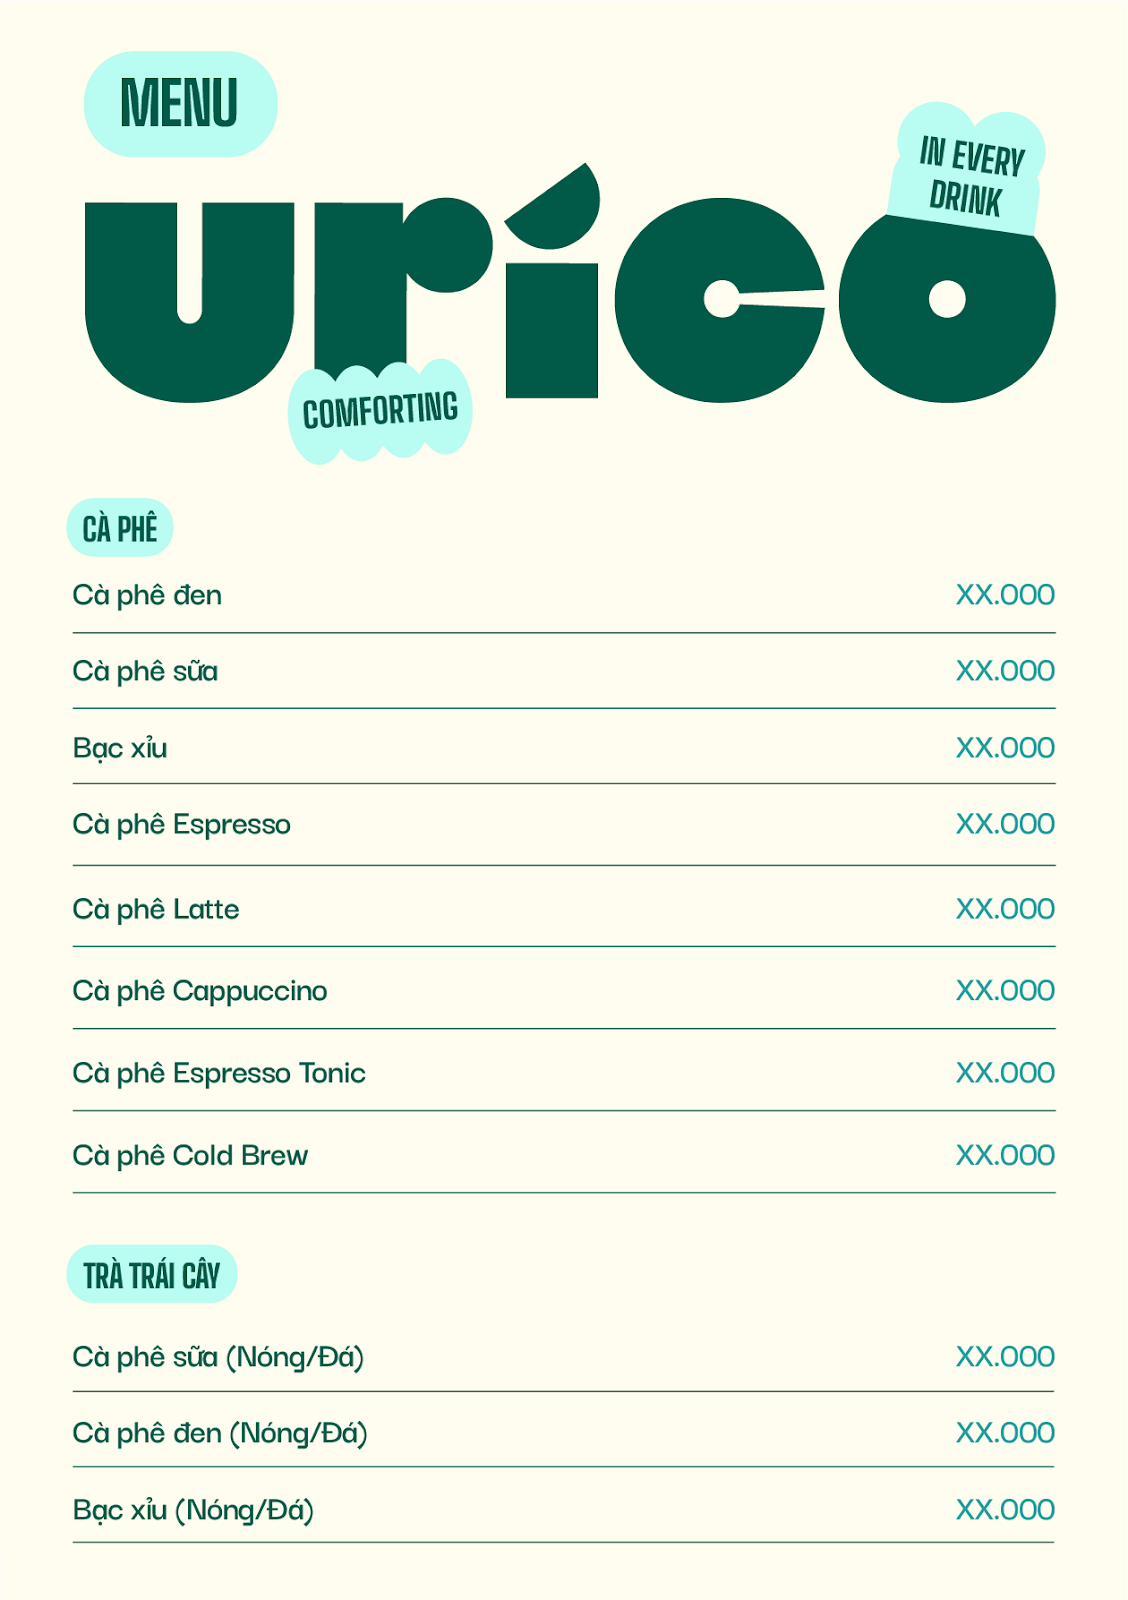 MENU
IN EVERY
DRINK
uríco
COMFORTING
CÀ PHÊ
Cà phê đen XX.000
Cà phê sữa XX.000
Bạc xỉu XX.000
Cà phê Espresso XX.000
Cà phê Latte XX.000
Cà phê Cappuccino XX.000
Cà phê Espresso Tonic XX.000
Cà phê Cold Brew XX.000
TRÀ TRÁI CÂY
Cà phê sữa (Nóng/Đá) XX.000
Cà phê đen (Nóng/Đá) XX.000
Bạc xỉu (Nóng/Đá) XX.000